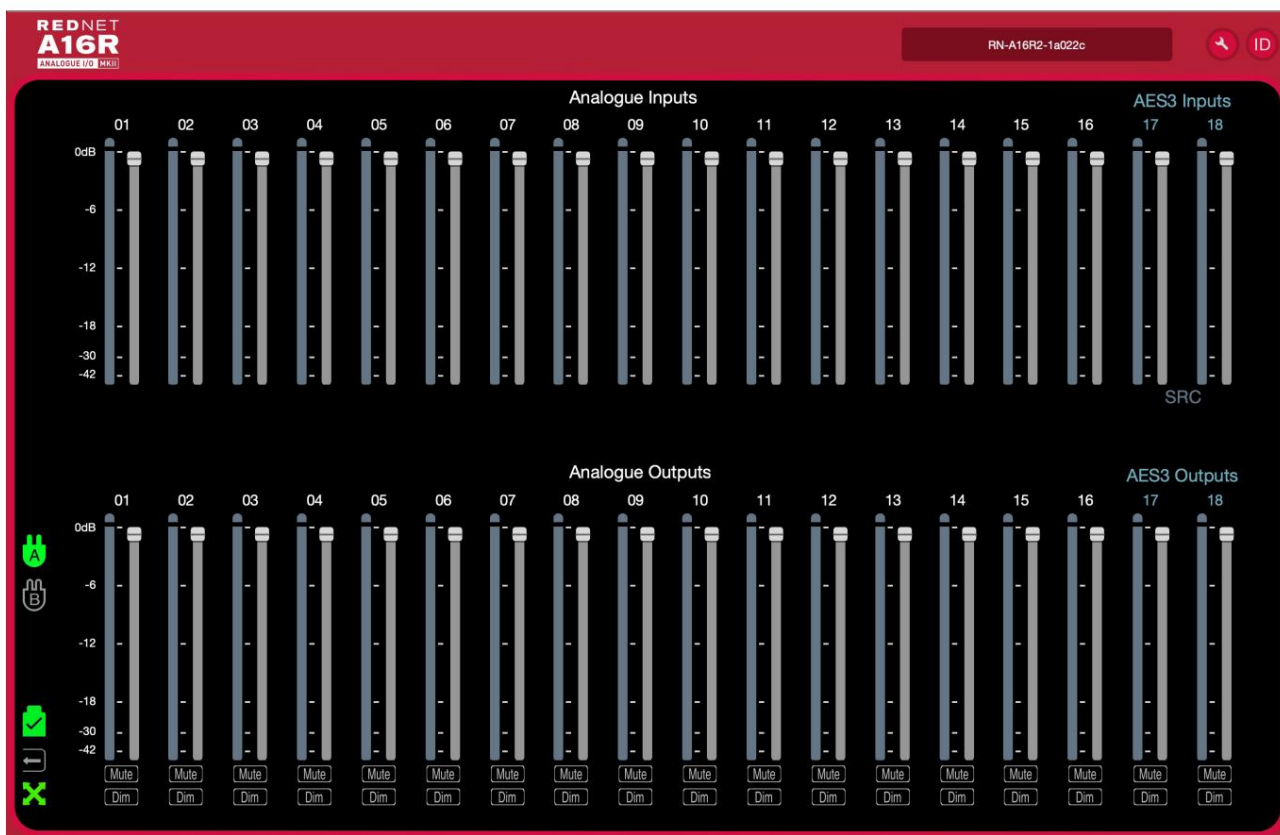 REDNET
A16R
ANALOGUE I/O MKII
RN-A16R2-1a022c
ID
Analogue Inputs
AES3 Inputs
01 02 03 04 05 06 07 08 09 10 11 12 13 14 15 16 17 18
0dB
-6
-12
-18
-30
-42
SRC
Analogue Outputs
AES3 Outputs
01 02 03 04 05 06 07 08 09 10 11 12 13 14 15 16 17 18
0dB
A
-6
B
-12
-18
-30
-42
Mute Mute Mute Mute Mute Mute Mute Mute Mute Mute Mute Mute Mute Mute Mute Mute Mute Mute
Dim Dim Dim Dim Dim Dim Dim Dim Dim Dim Dim Dim Dim Dim Dim Dim Dim Dim